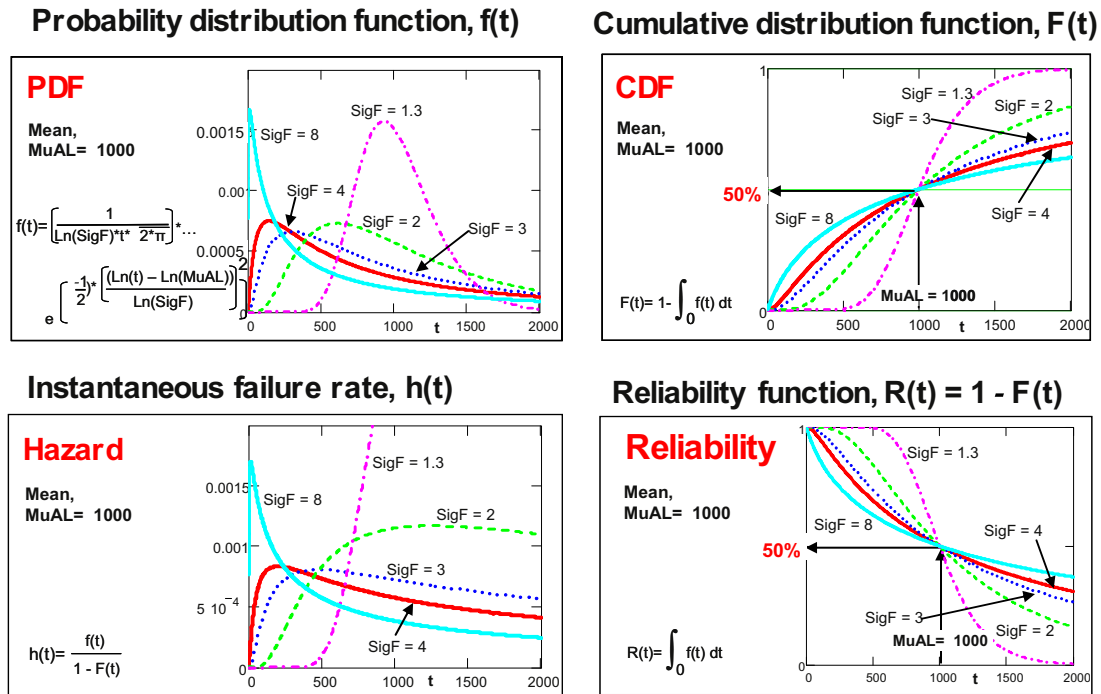 Probability distribution function, f(t)
PDF
Mean,
MuAL= 1000
f(t)= [ 1 / Ln(SigF)*t* 2*π ] *...
e [ ( -1 / 2 )* [ (Ln(t) – Ln(MuAL)) / Ln(SigF) ] 2 ]
0.0015
0.001
0.0005
0
0 500 1000 1500 2000
t
SigF = 8
SigF = 1.3
SigF = 4
SigF = 2
SigF = 3
Cumulative distribution function, F(t)
CDF
Mean,
MuAL= 1000
F(t)= 1- ∫ 0 f(t) dt
1
50%
0
0 500 1000 1500 2000
t
SigF = 1.3
SigF = 2
SigF = 3
SigF = 8
SigF = 4
MuAL = 1000
Instantaneous failure rate, h(t)
Hazard
Mean,
MuAL= 1000
h(t)= f(t) / 1 - F(t)
0.0015
0.001
5 10 -4
0
0 500 1000 1500 2000
t
SigF = 1.3
SigF = 8
SigF = 2
SigF = 3
SigF = 4
Reliability function, R(t) = 1 - F(t)
Reliability
Mean,
MuAL= 1000
R(t)= ∫ 0 f(t) dt
1
50%
0
0 500 1000 1500 2000
t
SigF = 1.3
SigF = 8
SigF = 4
SigF = 3
SigF = 2
MuAL= 1000